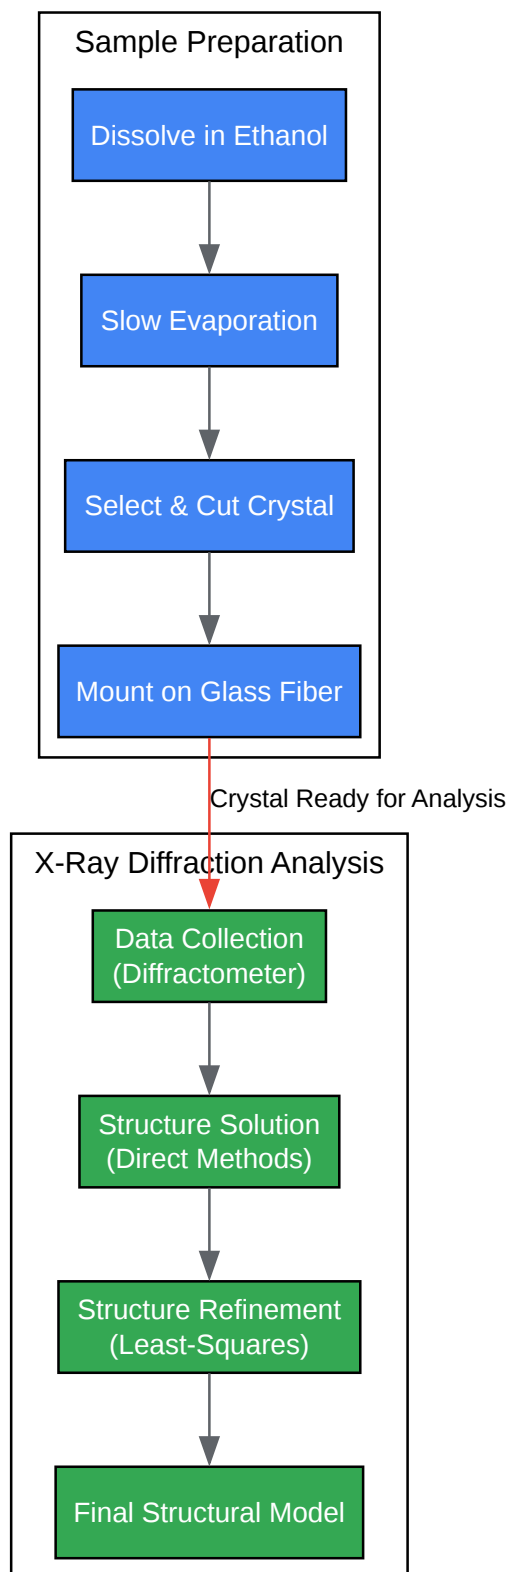 Sample Preparation
Dissolve in Ethanol
Slow Evaporation
Select & Cut Crystal
Mount on Glass Fiber
Crystal Ready for Analysis
X-Ray Diffraction Analysis
Data Collection
(Diffractometer)
Structure Solution
(Direct Methods)
Structure Refinement
(Least-Squares)
Final Structural Model